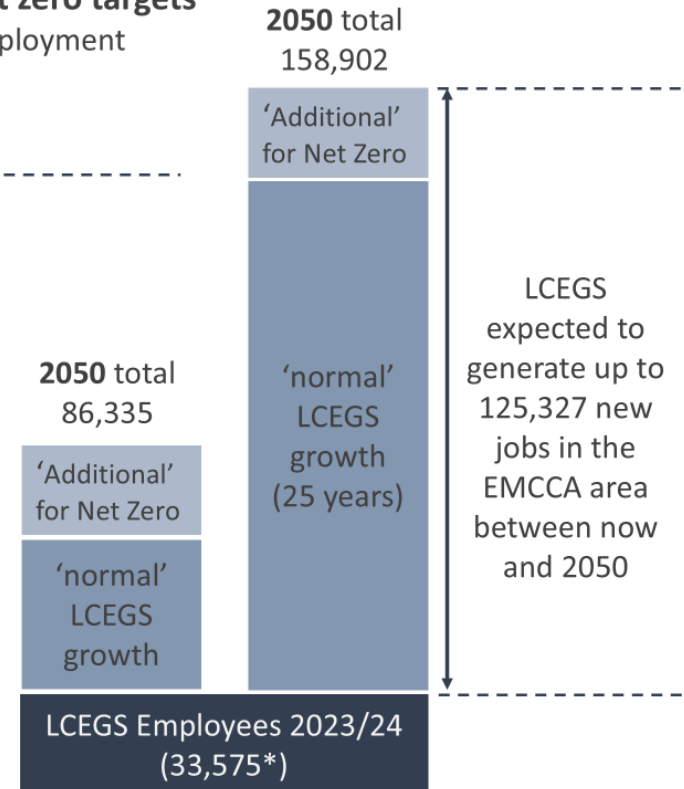 t zero targets
ployment
2050 total
158,902
'Additional'
for Net Zero
'normal'
LCEGS
growth
(25 years)
LCEGS
expected to
generate up to
125,327 new
jobs in the
EMCCA area
between now
and 2050
2050 total
86,335
'Additional'
for Net Zero
'normal'
LCEGS
growth
LCEGS Employees 2023/24
(33,575*)